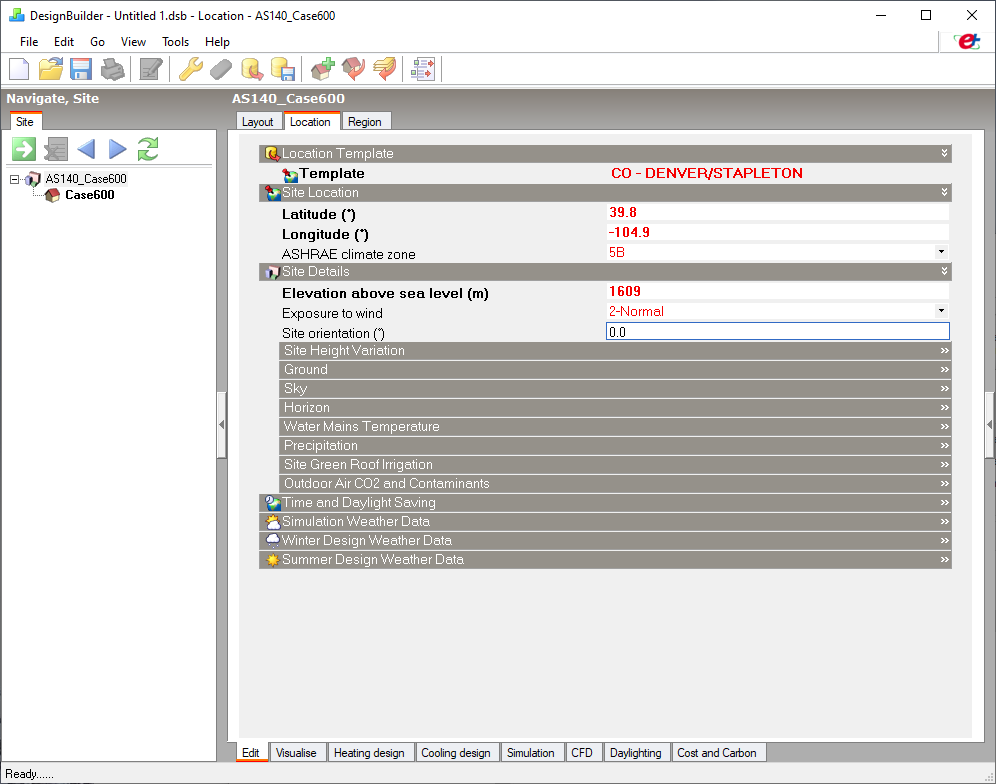 DesignBuilder - Untitled 1.dsb - Location - AS140_Case600
File Edit Go View Tools Help
Navigate, Site
Site
AS140_Case600
Case600
AS140_Case600
Layout Location Region
Location Template
Template CO - DENVER/STAPLETON
Site Location
Latitude (°) 39.8
Longitude (°) -104.9
ASHRAE climate zone 5B
Site Details
Elevation above sea level (m) 1609
Exposure to wind 2-Normal
Site orientation (°) 0.0
Site Height Variation
Ground
Sky
Horizon
Water Mains Temperature
Precipitation
Site Green Roof Irrigation
Outdoor Air CO2 and Contaminants
Time and Daylight Saving
Simulation Weather Data
Winter Design Weather Data
Summer Design Weather Data
Edit Visualise Heating design Cooling design Simulation CFD Daylighting Cost and Carbon
Ready......